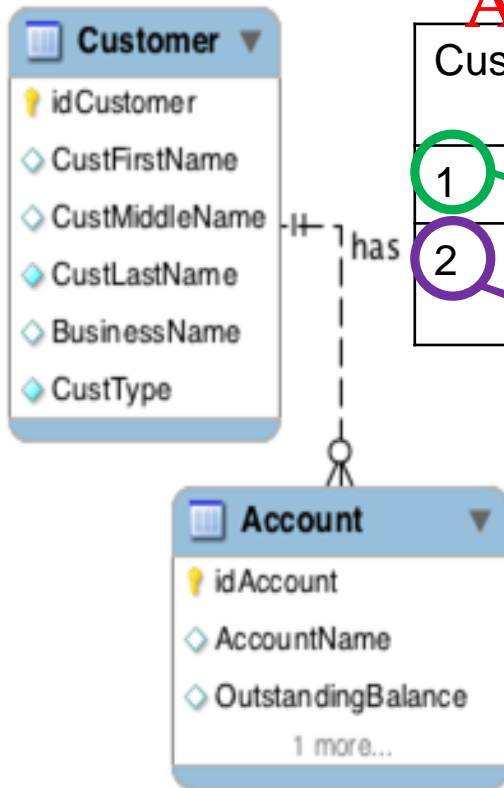 Customer
idCustomer
CustFirstName
CustMiddleName
CustLastName
BusinessName
CustType
has
A
Cus
1
2
Account
idAccount
AccountName
OutstandingBalance
1 more...